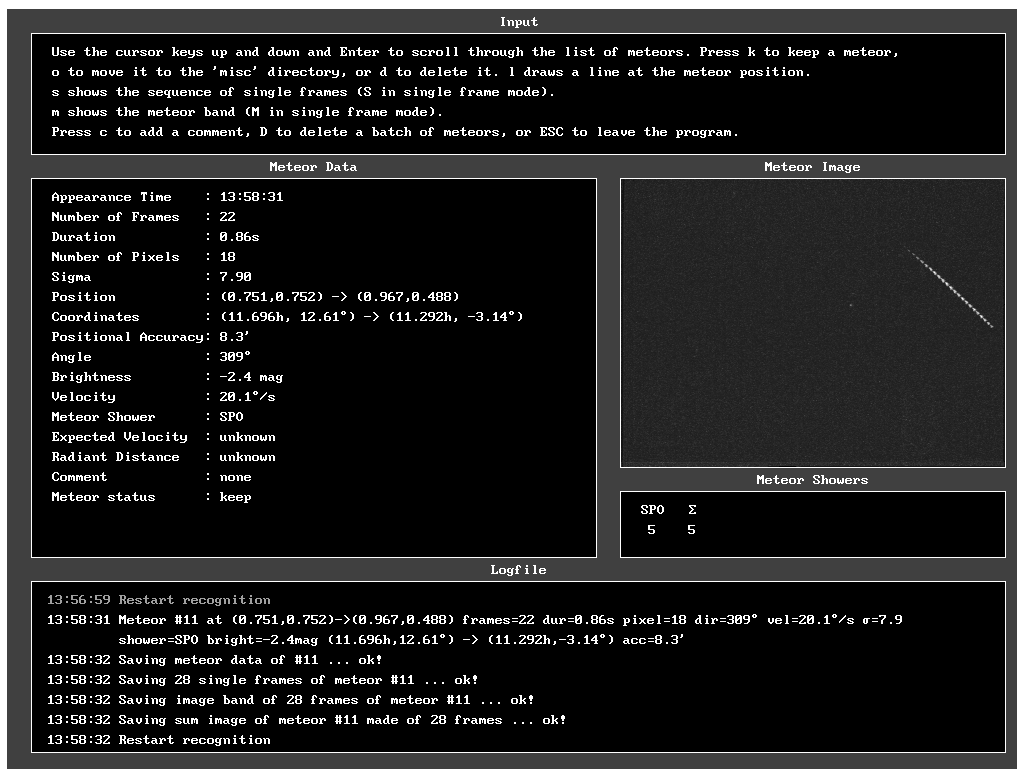 Input
Use the cursor keys up and down and Enter to scroll through the list of meteors. Press k to keep a meteor,
o to move it to the 'misc' directory, or d to delete it. l draws a line at the meteor position.
s shows the sequence of single frames (S in single frame mode).
m shows the meteor band (M in single frame mode).
Press c to add a comment, D to delete a batch of meteors, or ESC to leave the program.
Meteor Data
Appearance Time : 13:58:31
Number of Frames : 22
Duration : 0.86s
Number of Pixels : 18
Sigma : 7.90
Position : (0.751,0.752) -> (0.967,0.488)
Coordinates : (11.696h, 12.61°) -> (11.292h, -3.14°)
Positional Accuracy: 8.3'
Angle : 309°
Brightness : -2.4 mag
Velocity : 20.1°/s
Meteor Shower : SPO
Expected Velocity : unknown
Radiant Distance : unknown
Comment : none
Meteor status : keep
Meteor Image
Meteor Showers
SPO Σ
5 5
Logfile
13:56:59 Restart recognition
13:58:31 Meteor #11 at (0.751,0.752)->(0.967,0.488) frames=22 dur=0.86s pixel=18 dir=309° vel=20.1°/s σ=7.9
shower=SPO bright=-2.4mag (11.696h,12.61°) -> (11.292h,-3.14°) acc=8.3'
13:58:32 Saving meteor data of #11 ... ok!
13:58:32 Saving 28 single frames of meteor #11 ... ok!
13:58:32 Saving image band of 28 frames of meteor #11 ... ok!
13:58:32 Saving sum image of meteor #11 made of 28 frames ... ok!
13:58:32 Restart recognition